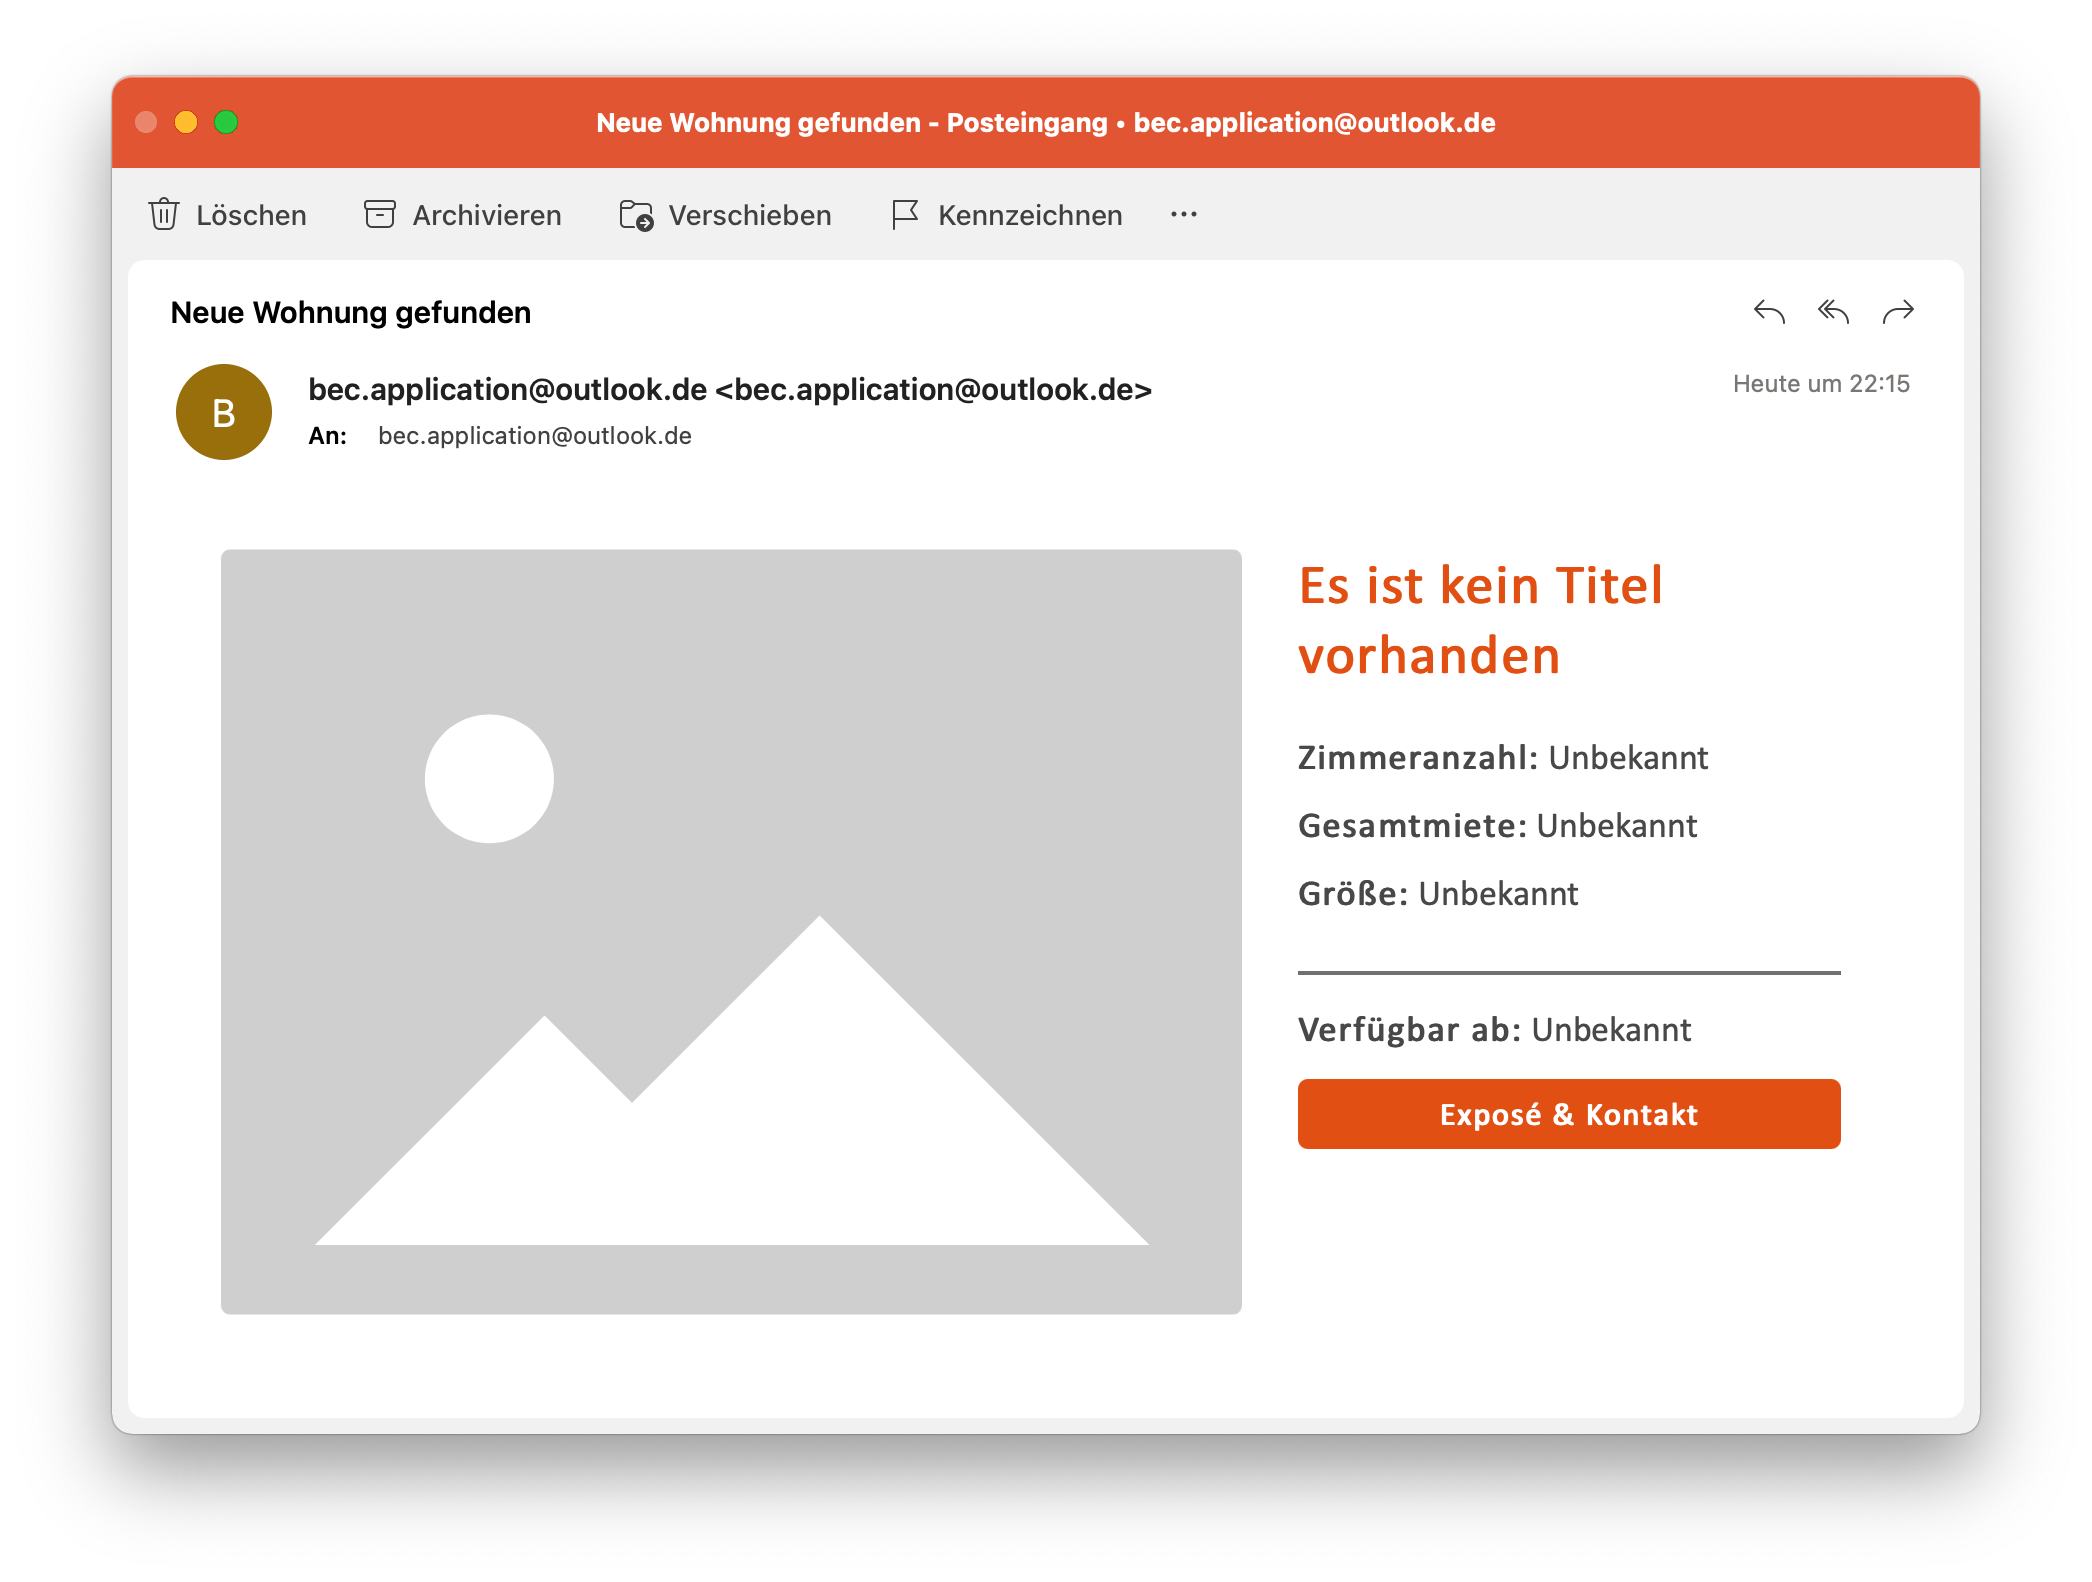 Neue Wohnung gefunden - Posteingang • bec.application@outlook.de
Löschen Archivieren Verschieben Kennzeichnen ···
Neue Wohnung gefunden
B
bec.application@outlook.de <bec.application@outlook.de>
Heute um 22:15
An: bec.application@outlook.de
Es ist kein Titel
vorhanden
Zimmeranzahl: Unbekannt
Gesamtmiete: Unbekannt
Größe: Unbekannt
Verfügbar ab: Unbekannt
Exposé & Kontakt